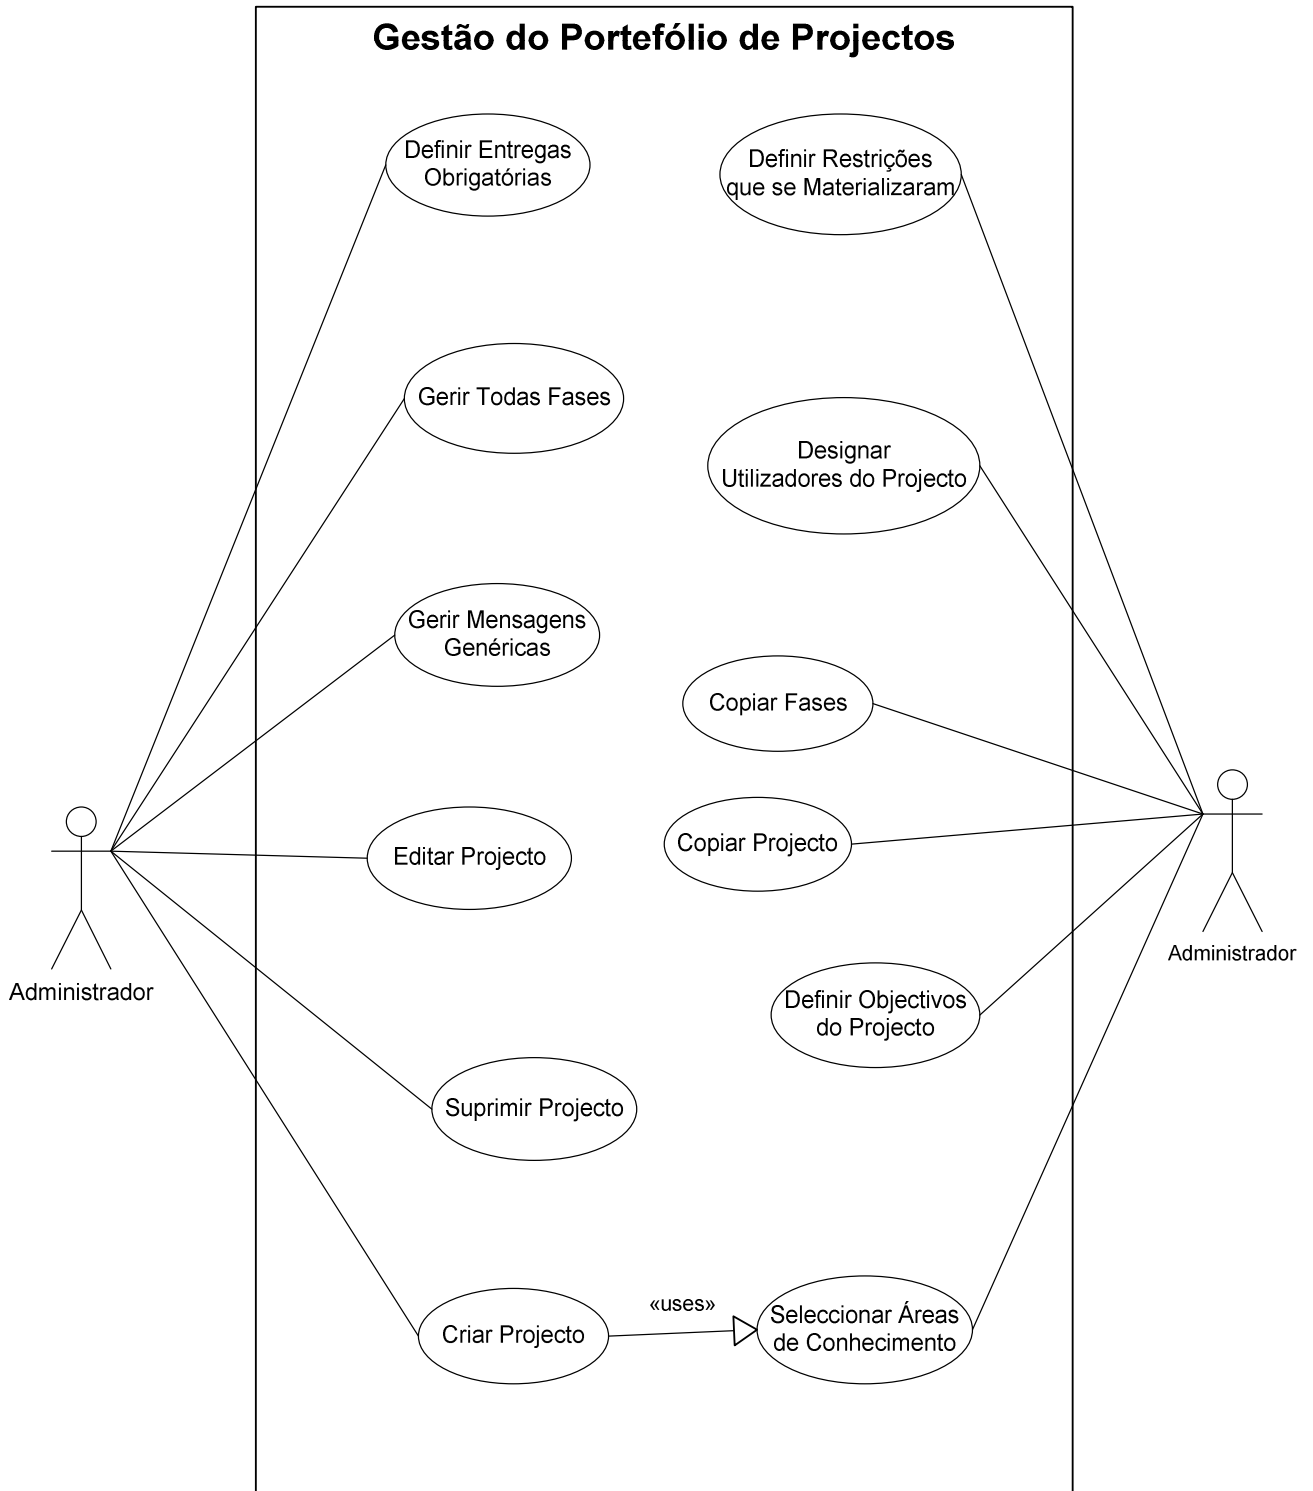 Gestão do Portefólio de Projectos
Definir Entregas
Obrigatórias
Definir Restrições
que se Materializaram
Gerir Todas Fases
Designar
Utilizadores do Projecto
Gerir Mensagens
Genéricas
Copiar Fases
Copiar Projecto
Editar Projecto
Administrador
Administrador
Definir Objectivos
do Projecto
Suprimir Projecto
Criar Projecto
«uses»
Seleccionar Áreas
de Conhecimento